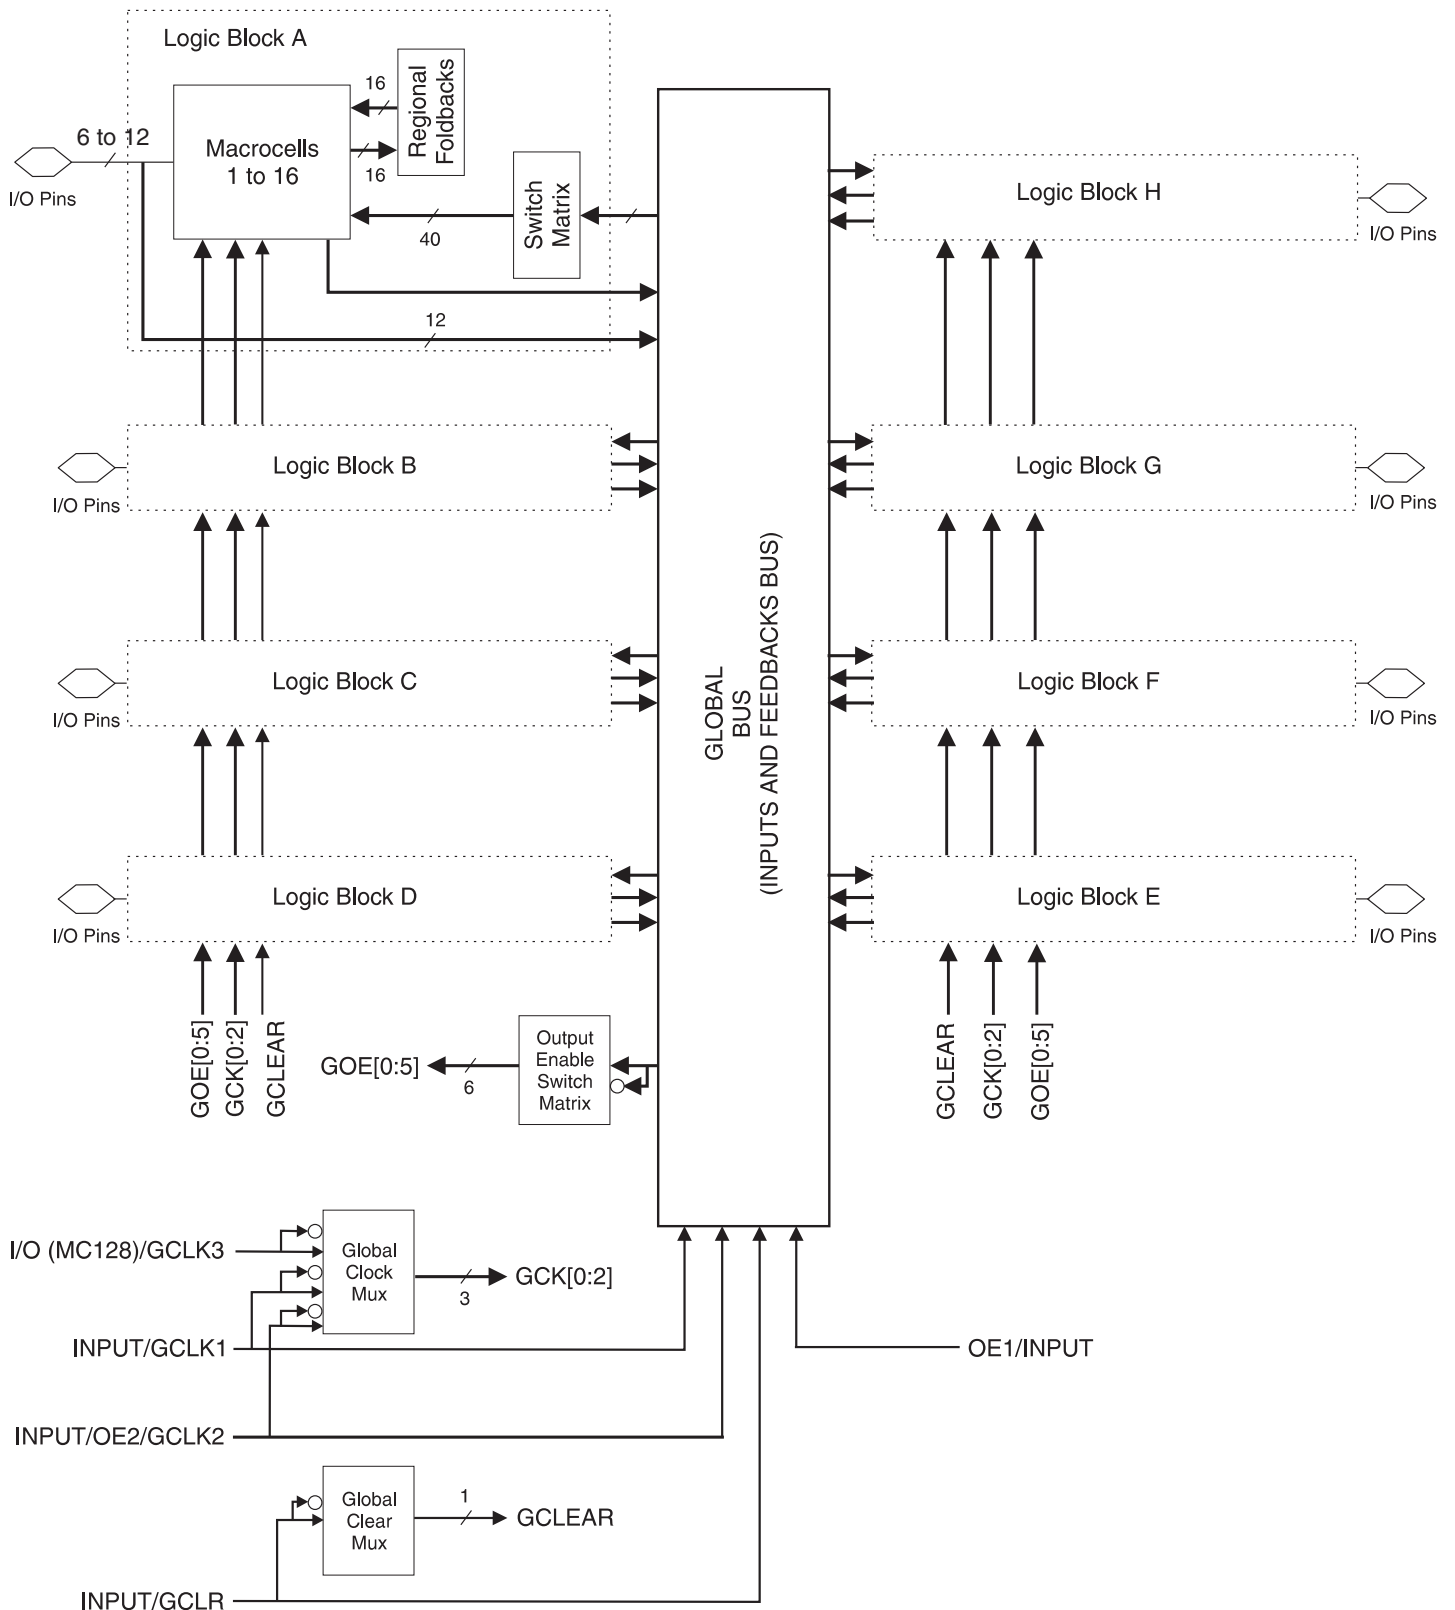 Logic Block A
Regional
Foldbacks
16
16
6 to 12
Macrocells
1 to 16
I/O Pins
Switch
Matrix
40
12
Logic Block H
I/O Pins
Logic Block B
I/O Pins
Logic Block G
I/O Pins
Logic Block C
I/O Pins
Logic Block F
I/O Pins
Logic Block D
I/O Pins
Logic Block E
I/O Pins
GLOBAL
BUS
(INPUTS AND FEEDBACKS BUS)
GOE[0:5]
GCK[0:2]
GCLEAR
GOE[0:5]
6
Output
Enable
Switch
Matrix
GCLEAR
GCK[0:2]
GOE[0:5]
I/O (MC128)/GCLK3
Global
Clock
Mux
3
GCK[0:2]
INPUT/GCLK1
OE1/INPUT
INPUT/OE2/GCLK2
Global
Clear
Mux
1
GCLEAR
INPUT/GCLR